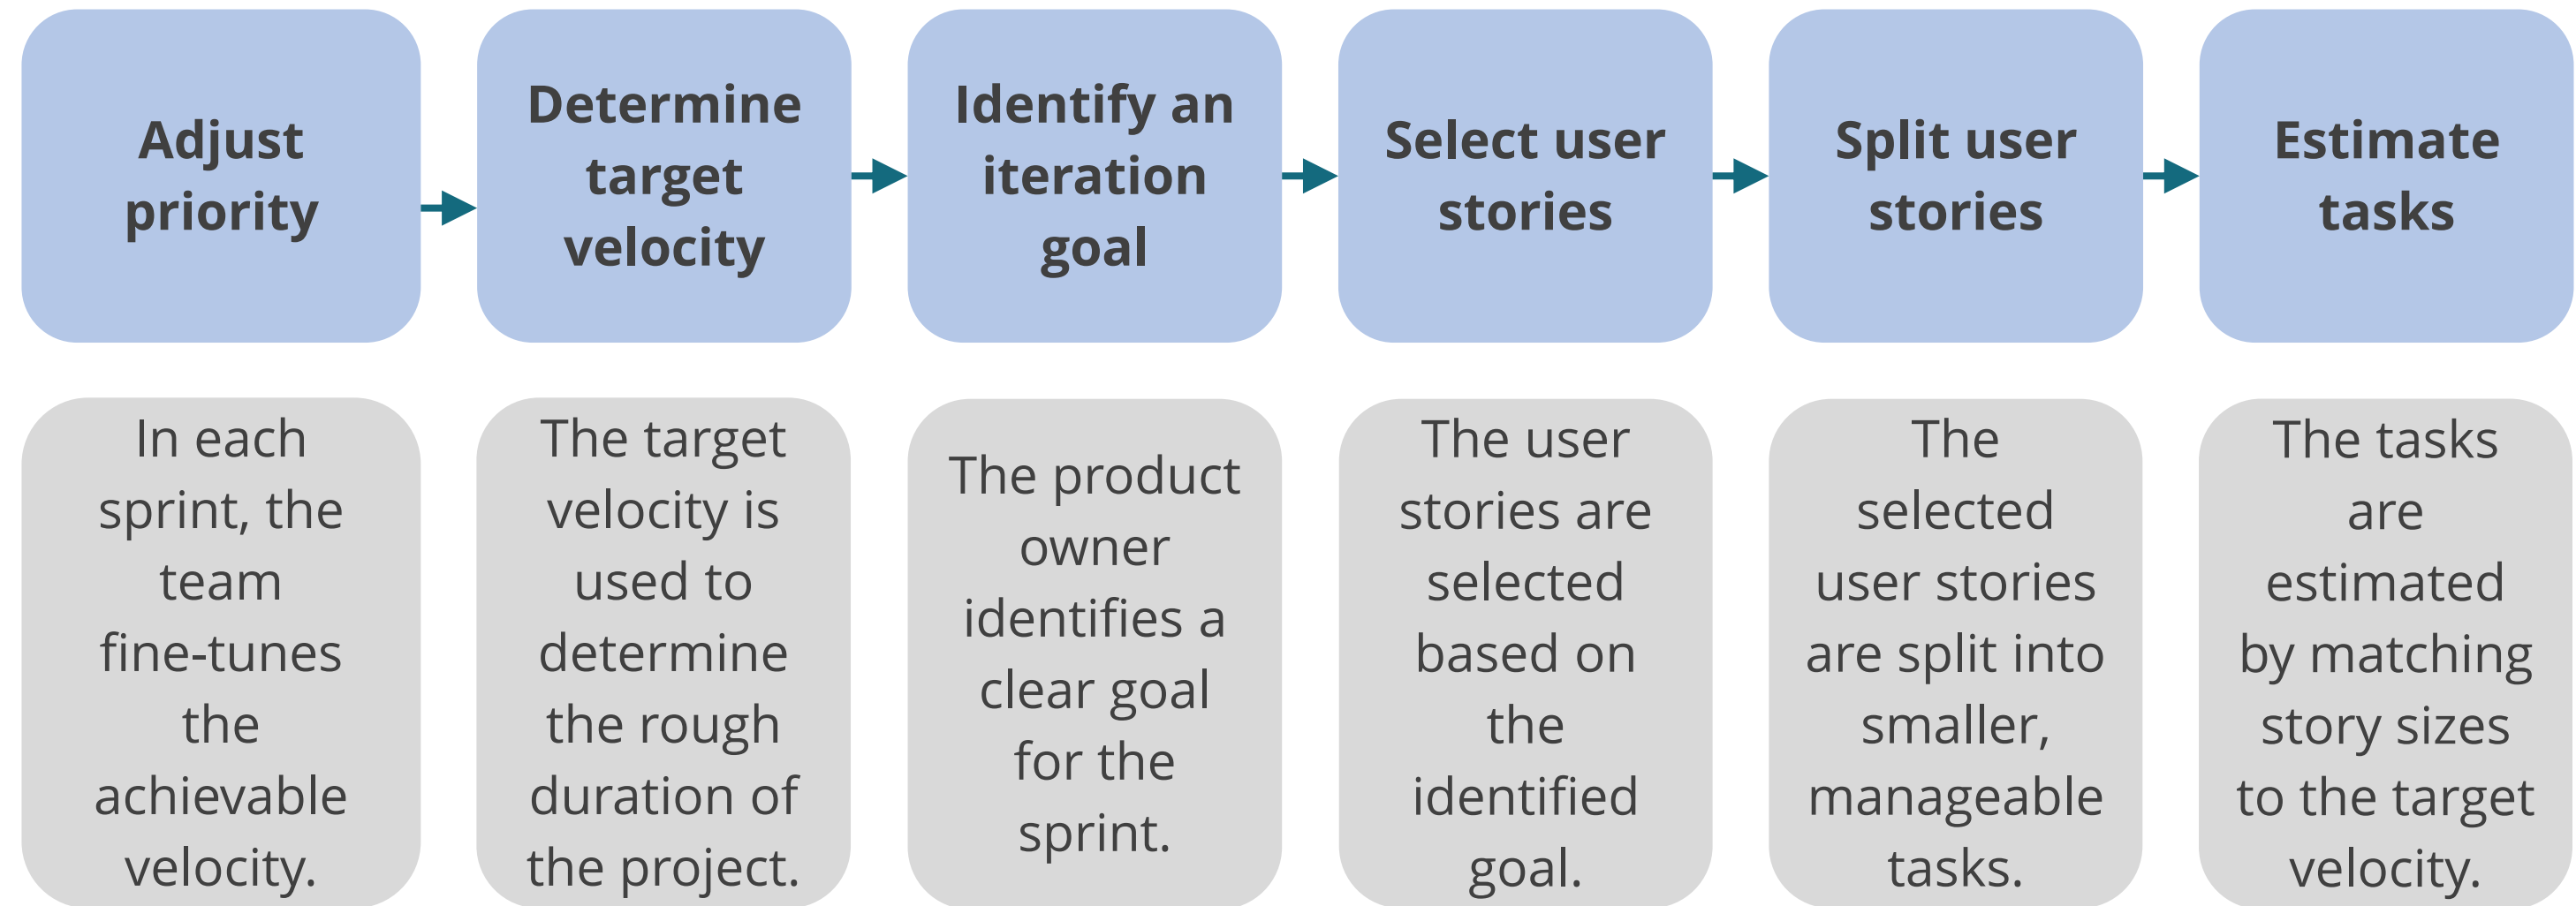 Adjust
priority
Determine
target
velocity
Identify an
iteration
goal
Select user
stories
Split user
stories
Estimate
tasks
In each
sprint, the
team
fine-tunes
the
achievable
velocity.
The target
velocity is
used to
determine
the rough
duration of
the project.
The product
owner
identifies a
clear goal
for the
sprint.
The user
stories are
selected
based on
the
identified
goal.
The
selected
user stories
are split into
smaller,
manageable
tasks.
The tasks
are
estimated
by matching
story sizes
to the target
velocity.